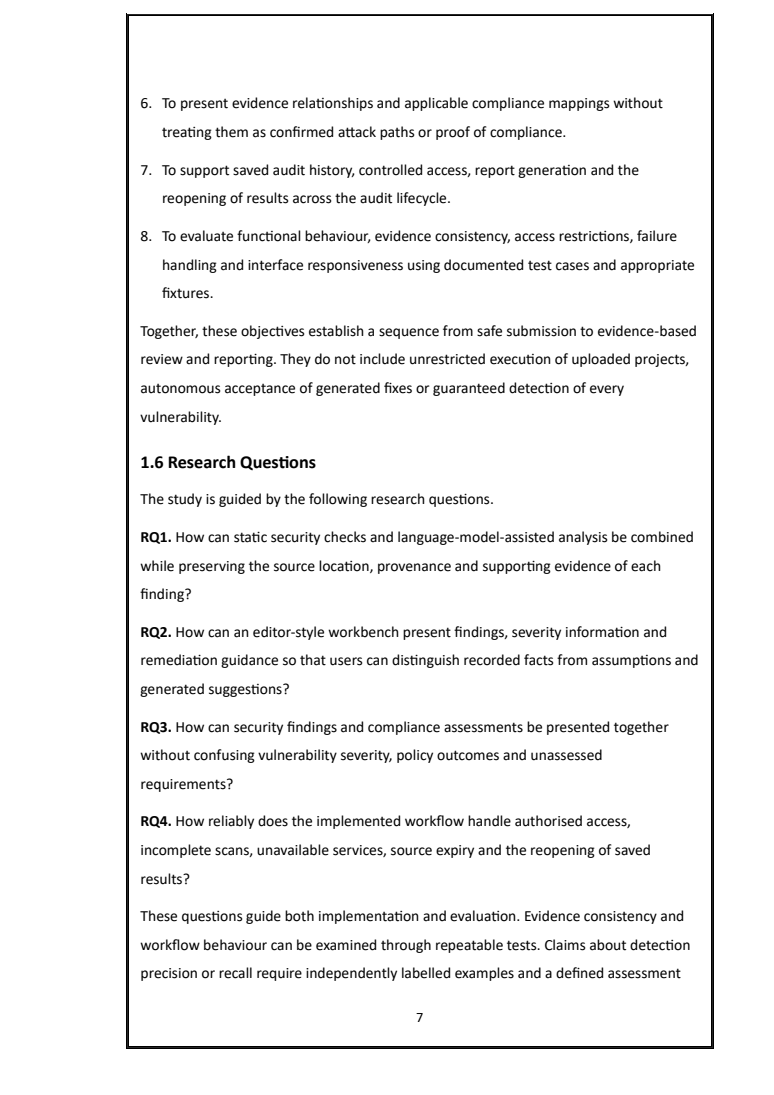 6. To present evidence relationships and applicable compliance mappings without
treating them as confirmed attack paths or proof of compliance.
7. To support saved audit history, controlled access, report generation and the
reopening of results across the audit lifecycle.
8. To evaluate functional behaviour, evidence consistency, access restrictions, failure
handling and interface responsiveness using documented test cases and appropriate
fixtures.
Together, these objectives establish a sequence from safe submission to evidence-based
review and reporting. They do not include unrestricted execution of uploaded projects,
autonomous acceptance of generated fixes or guaranteed detection of every
vulnerability.
1.6 Research Questions
The study is guided by the following research questions.
RQ1. How can static security checks and language-model-assisted analysis be combined
while preserving the source location, provenance and supporting evidence of each
finding?
RQ2. How can an editor-style workbench present findings, severity information and
remediation guidance so that users can distinguish recorded facts from assumptions and
generated suggestions?
RQ3. How can security findings and compliance assessments be presented together
without confusing vulnerability severity, policy outcomes and unassessed
requirements?
RQ4. How reliably does the implemented workflow handle authorised access,
incomplete scans, unavailable services, source expiry and the reopening of saved
results?
These questions guide both implementation and evaluation. Evidence consistency and
workflow behaviour can be examined through repeatable tests. Claims about detection
precision or recall require independently labelled examples and a defined assessment
7